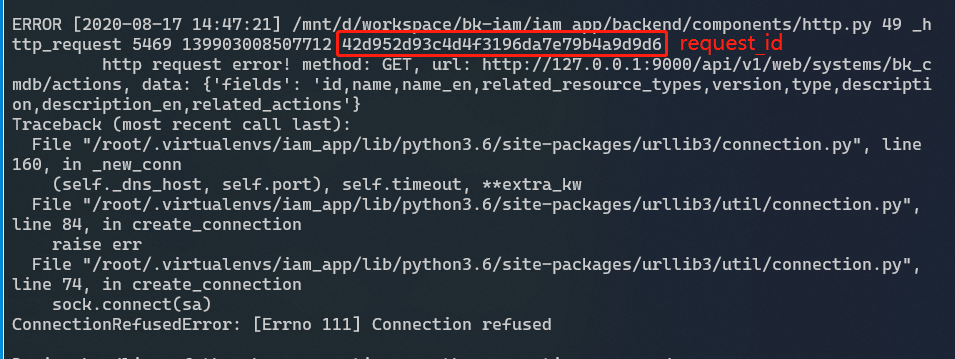 ERROR [2020-08-17 14:47:21] /mnt/d/workspace/bk-iam/iam_app/backend/components/http.py 49 _h
ttp_request 5469 139903008507712 42d952d93c4d4f3196da7e79b4a9d9d6 request_id
http request error! method: GET, url: http://127.0.0.1:9000/api/v1/web/systems/bk_c
mdb/actions, data: {'fields': 'id,name,name_en,related_resource_types,version,type,descripti
on,description_en,related_actions'}
Traceback (most recent call last):
File "/root/.virtualenvs/iam_app/lib/python3.6/site-packages/urllib3/connection.py", line
160, in _new_conn
(self._dns_host, self.port), self.timeout, **extra_kw
File "/root/.virtualenvs/iam_app/lib/python3.6/site-packages/urllib3/util/connection.py",
line 84, in create_connection
raise err
File "/root/.virtualenvs/iam_app/lib/python3.6/site-packages/urllib3/util/connection.py",
line 74, in create_connection
sock.connect(sa)
ConnectionRefusedError: [Errno 111] Connection refused